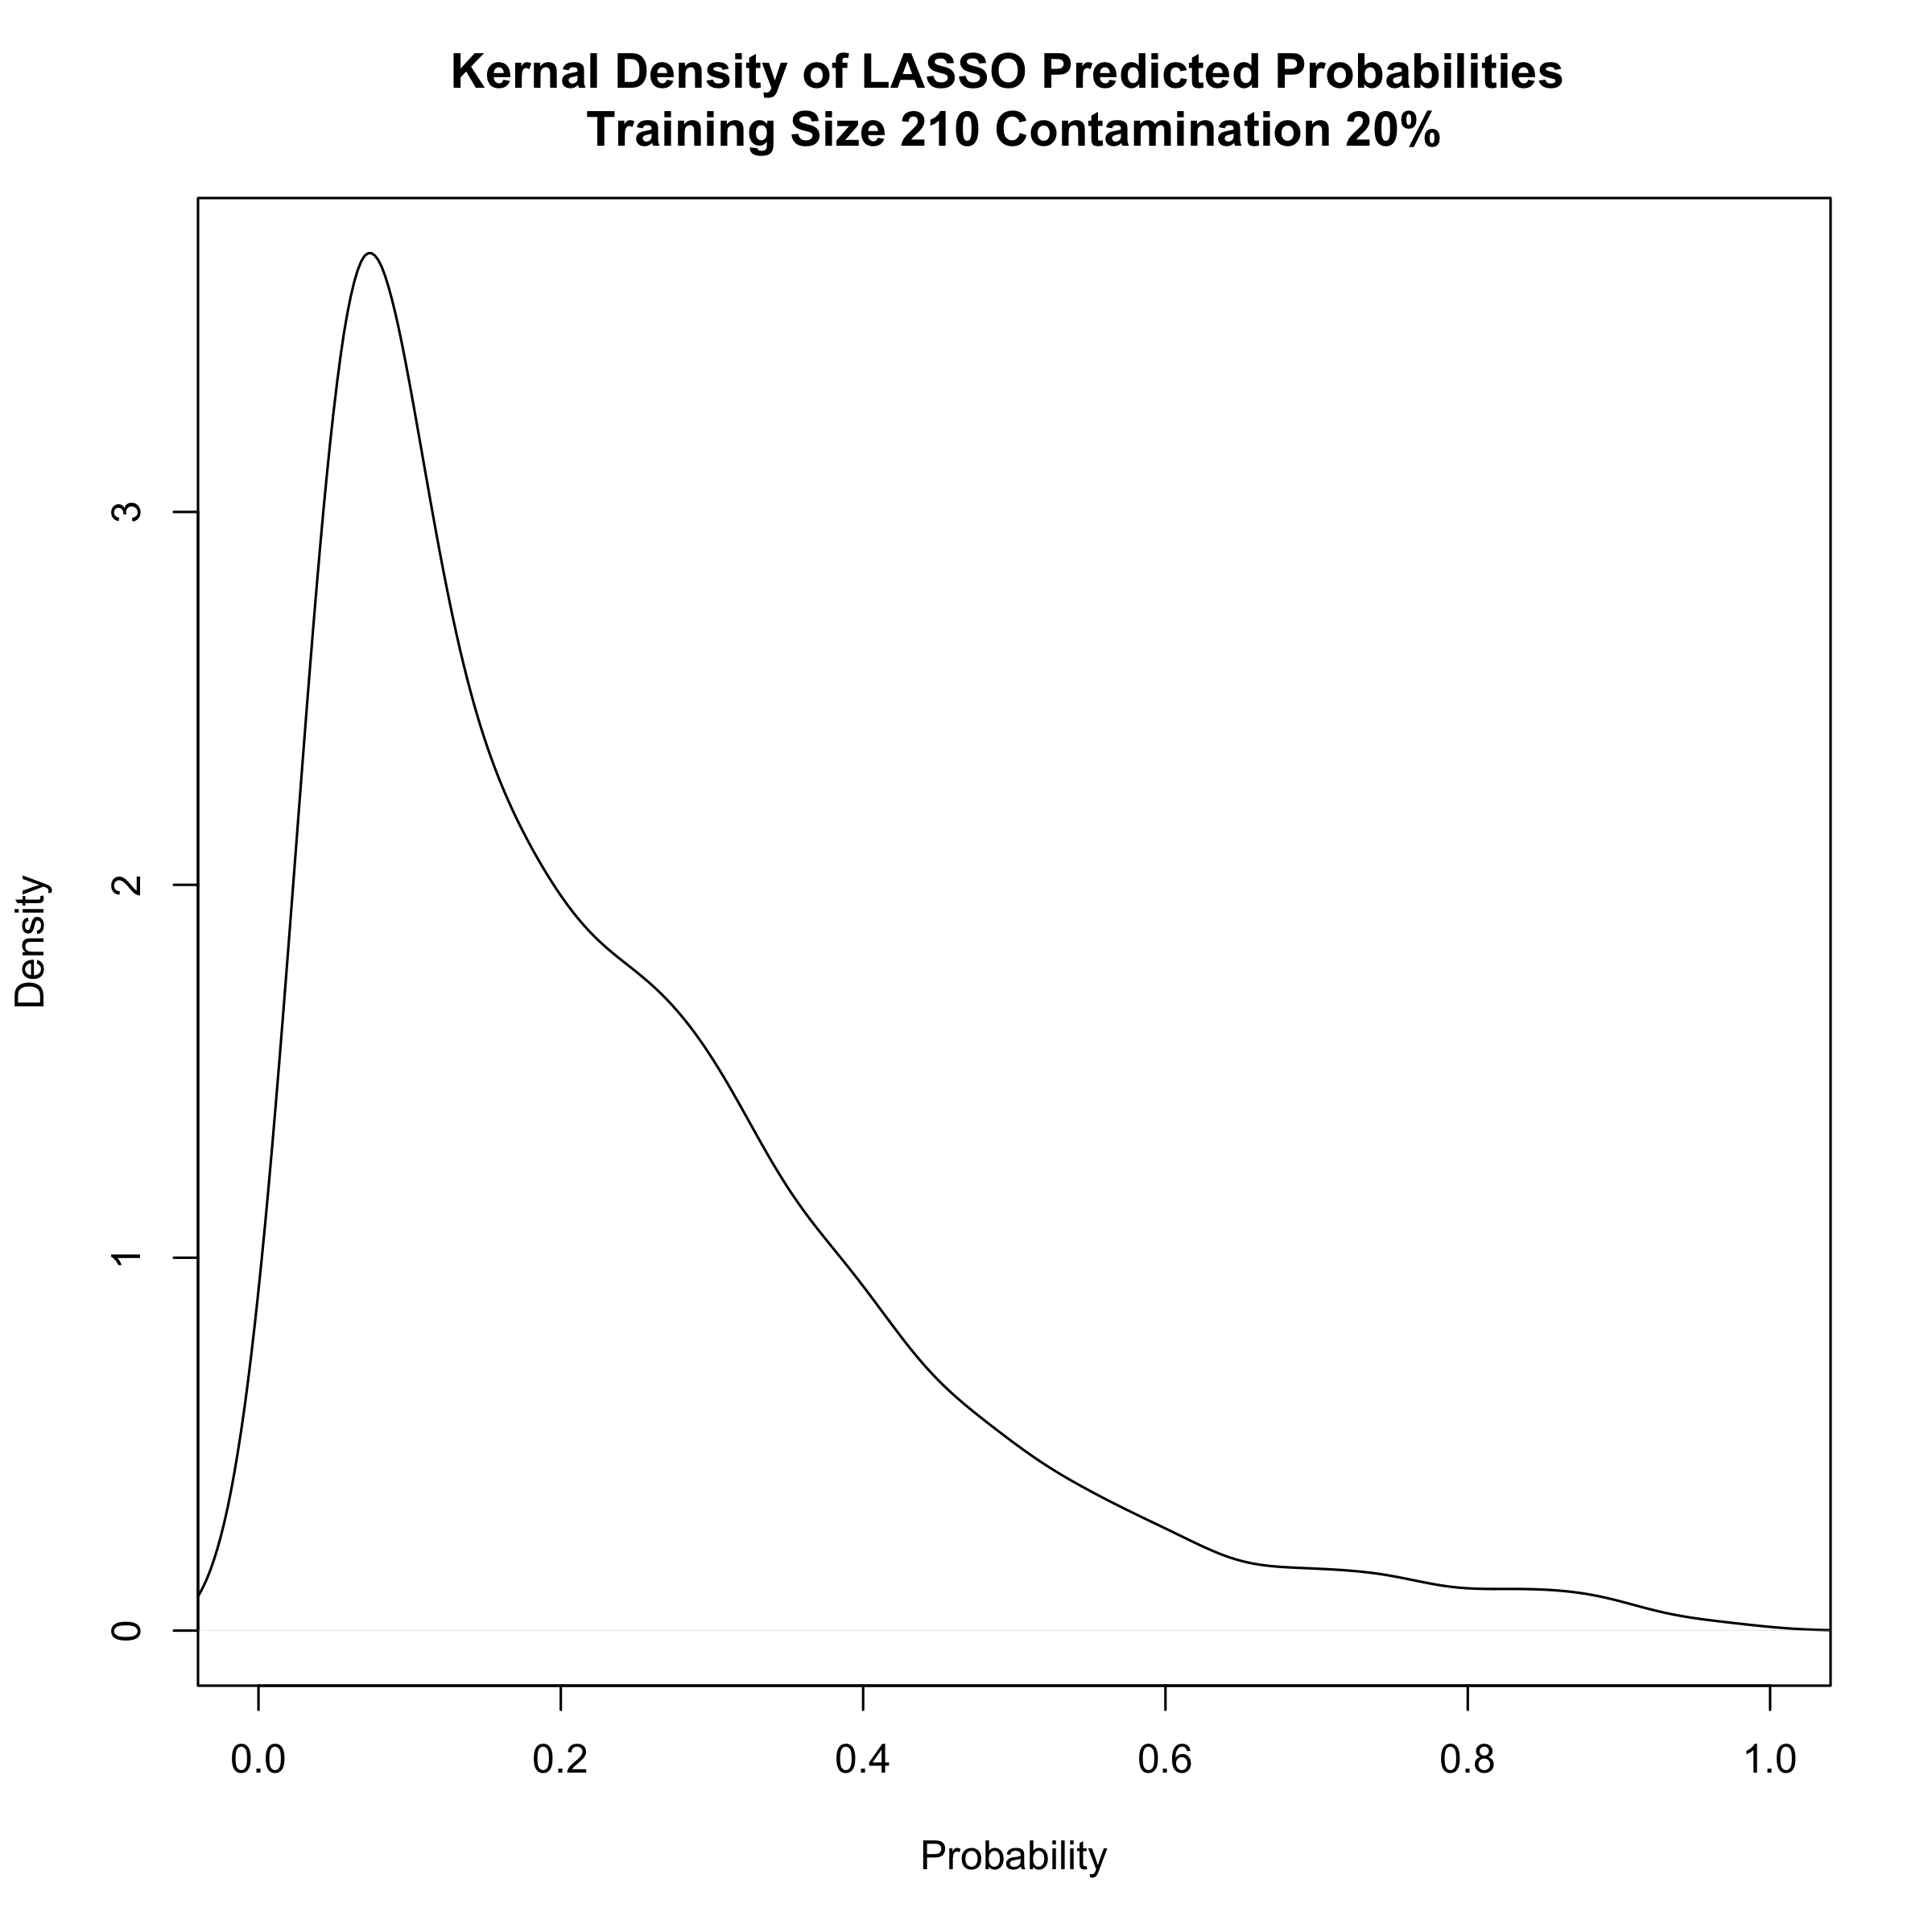 Kernal Density of LASSO Predicted Probabilities
Training Size 210 Contamination 20%
3
2
1
0
Density
0.0 0.2 0.4 0.6 0.8 1.0
Probability